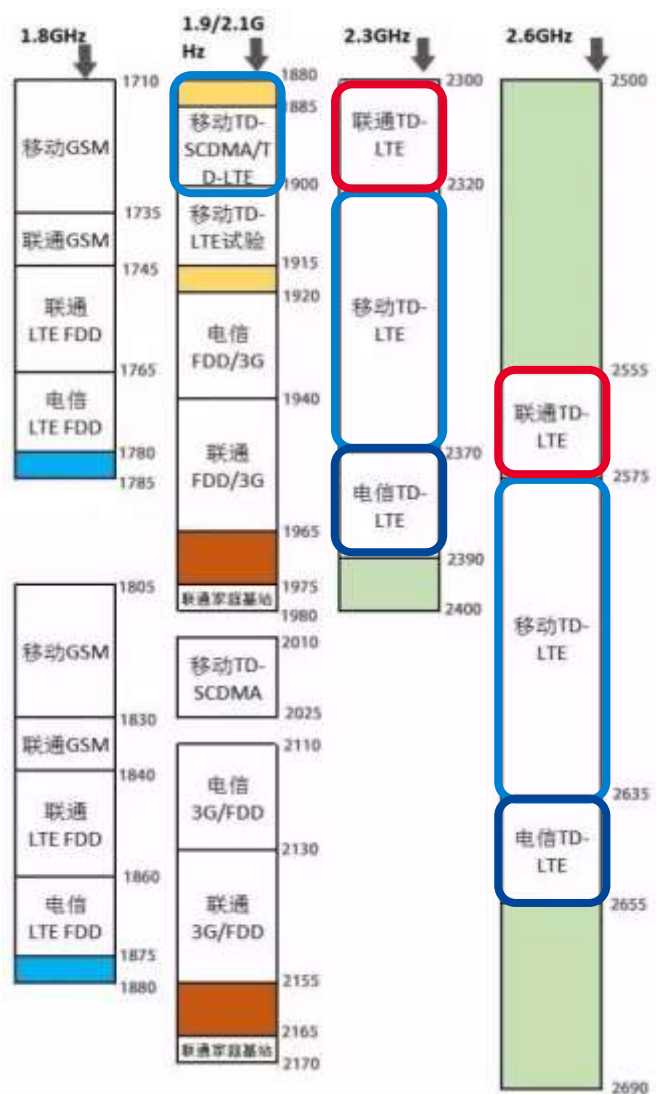 1.8GHz
1710
移动GSM
1735
联通GSM
1745
联通
LTE FDD
1765
电信
LTE FDD
1780
1785
1805
移动GSM
1830
联通GSM
1840
联通
LTE FDD
1860
电信
LTE FDD
1875
1880
1.9/2.1G
Hz
1880
1885
移动TD-
SCDMA/T
D-LTE
1900
移动TD-
LTE试验
1915
1920
电信
FDD/3G
1940
联通
FDD/3G
1965
1975
联通家庭基站
1980
2010
移动TD-
SCDMA
2025
2110
电信
3G/FDD
2130
联通
3G/FDD
2155
2165
联通家庭基站
2170
2.3GHz
2300
联通TD-
LTE
2320
移动TD-
LTE
2370
电信TD-
LTE
2390
2400
2.6GHz
2500
2555
联通TD-
LTE
2575
移动TD-
LTE
2635
电信TD-
LTE
2655
2690